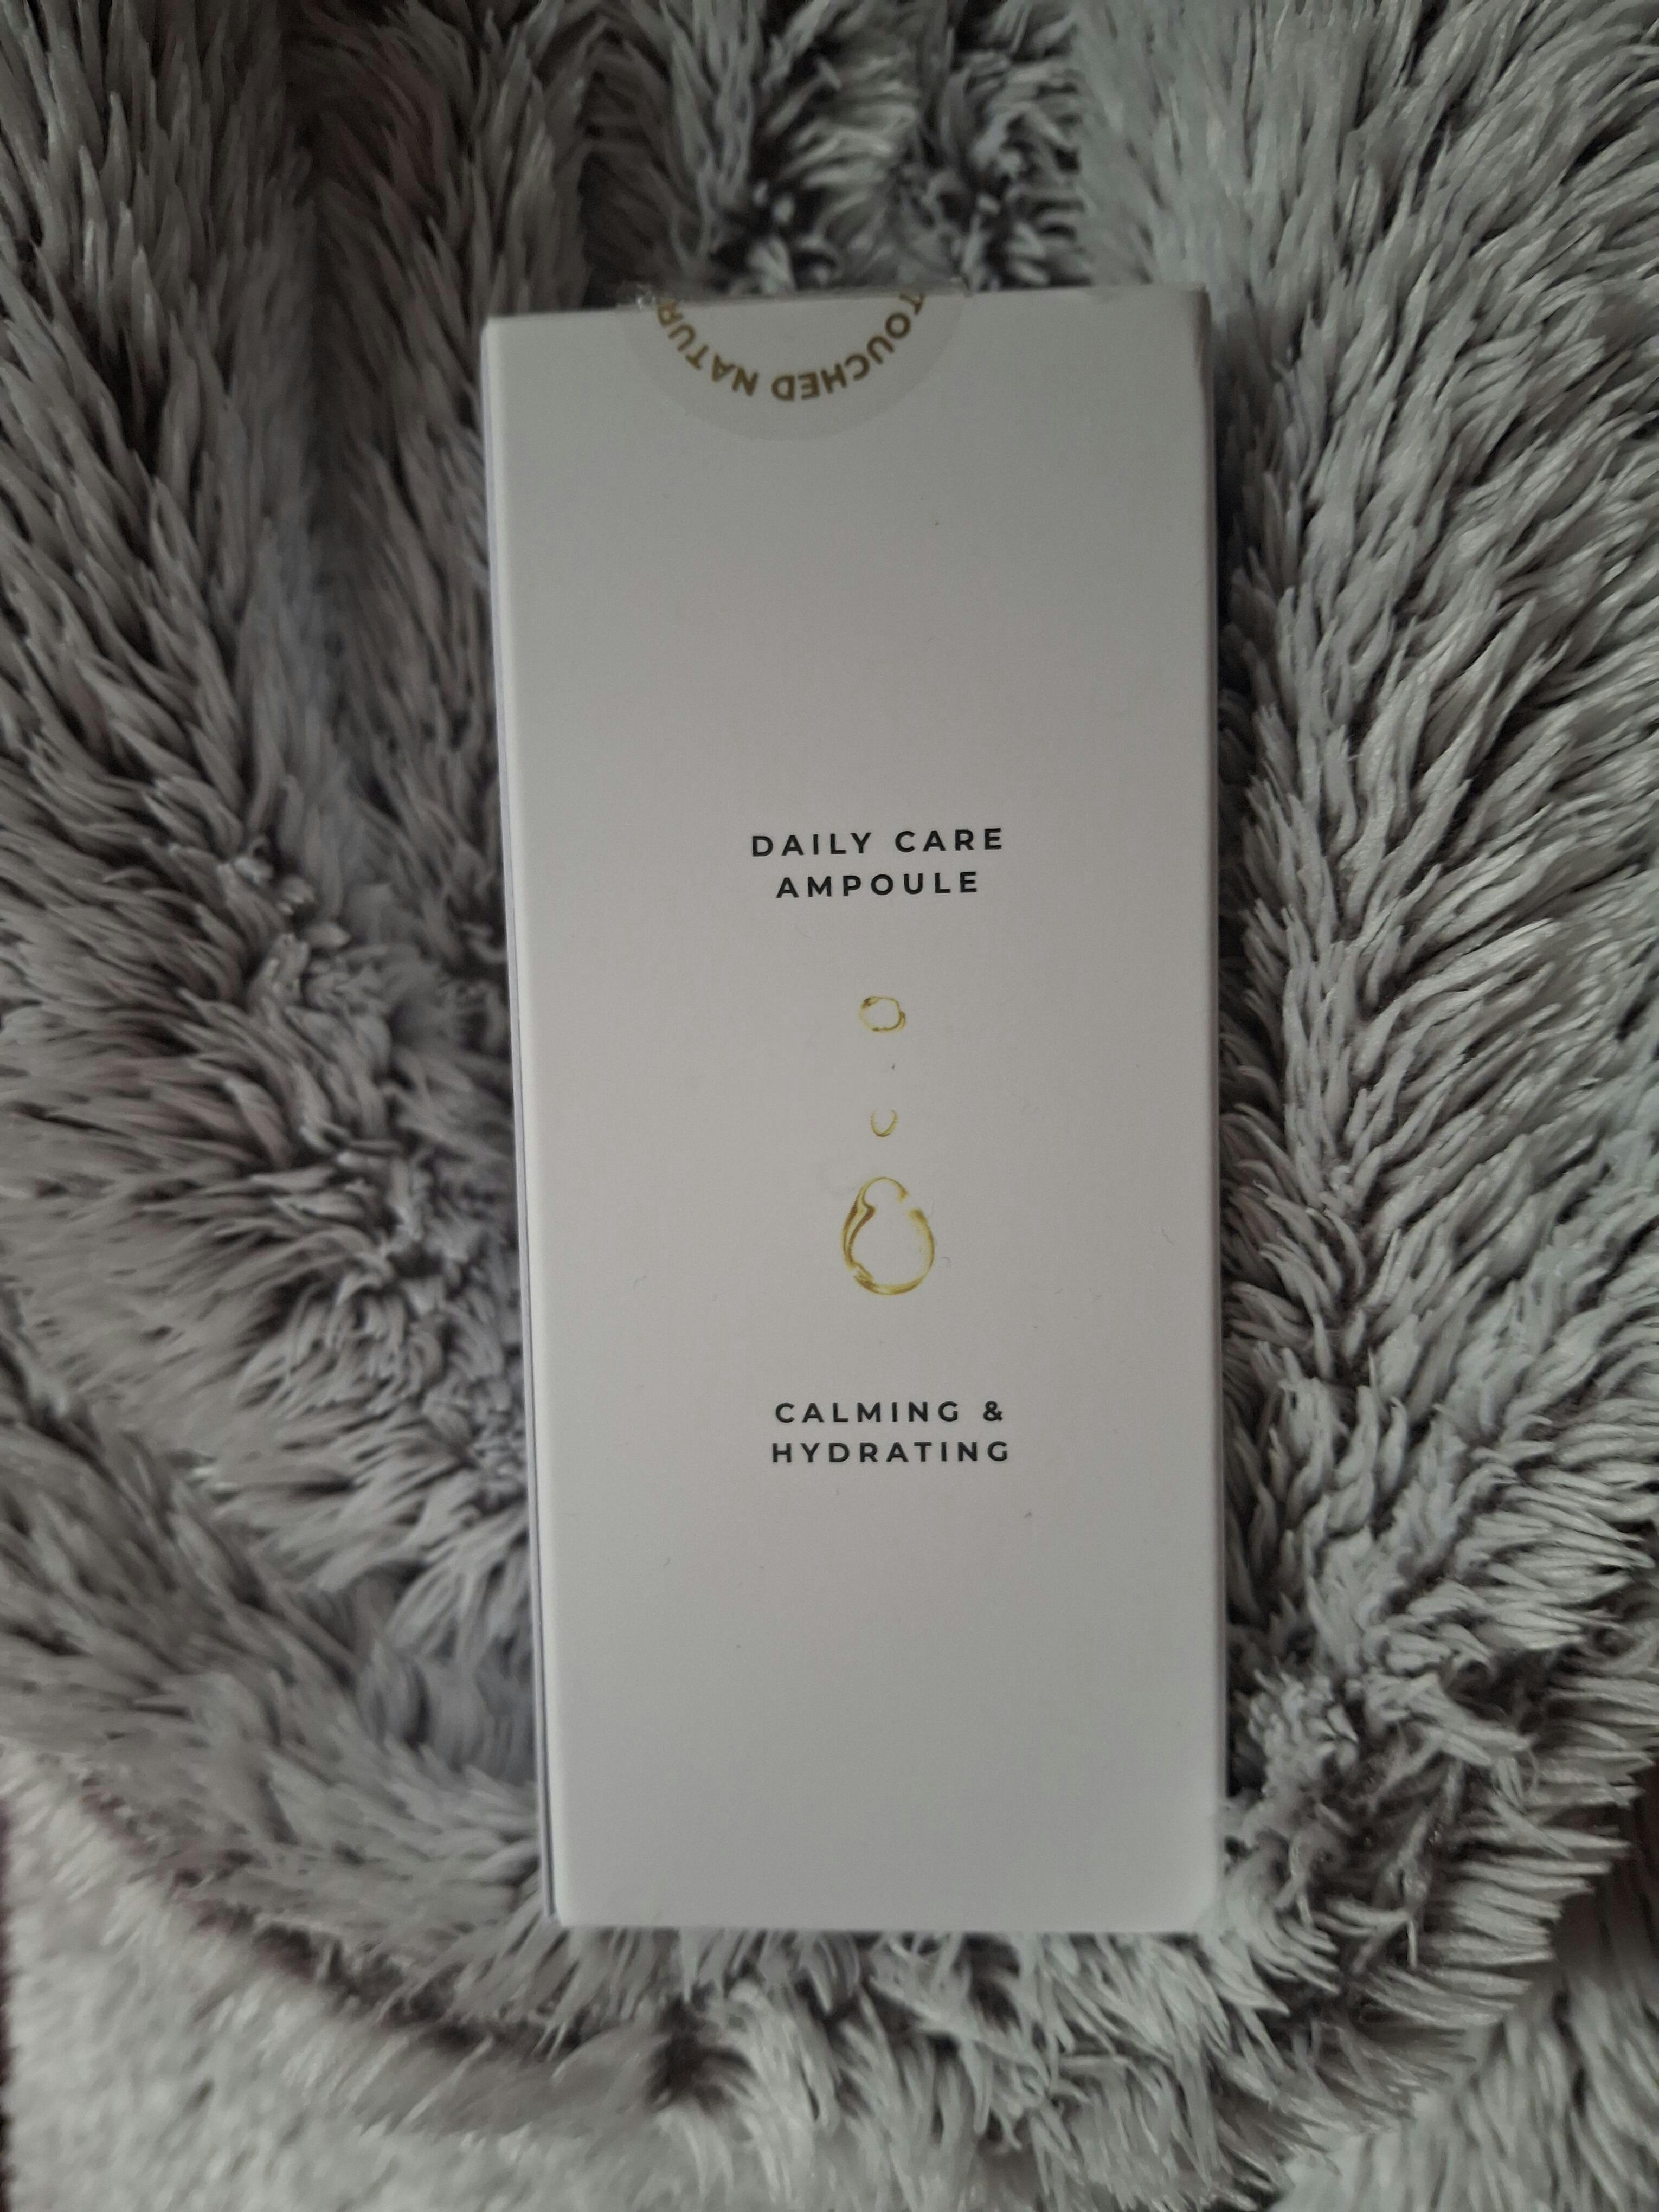 TOUCHED NATUR
DAILY CARE
AMPOULE
CALMING &
HYDRATING